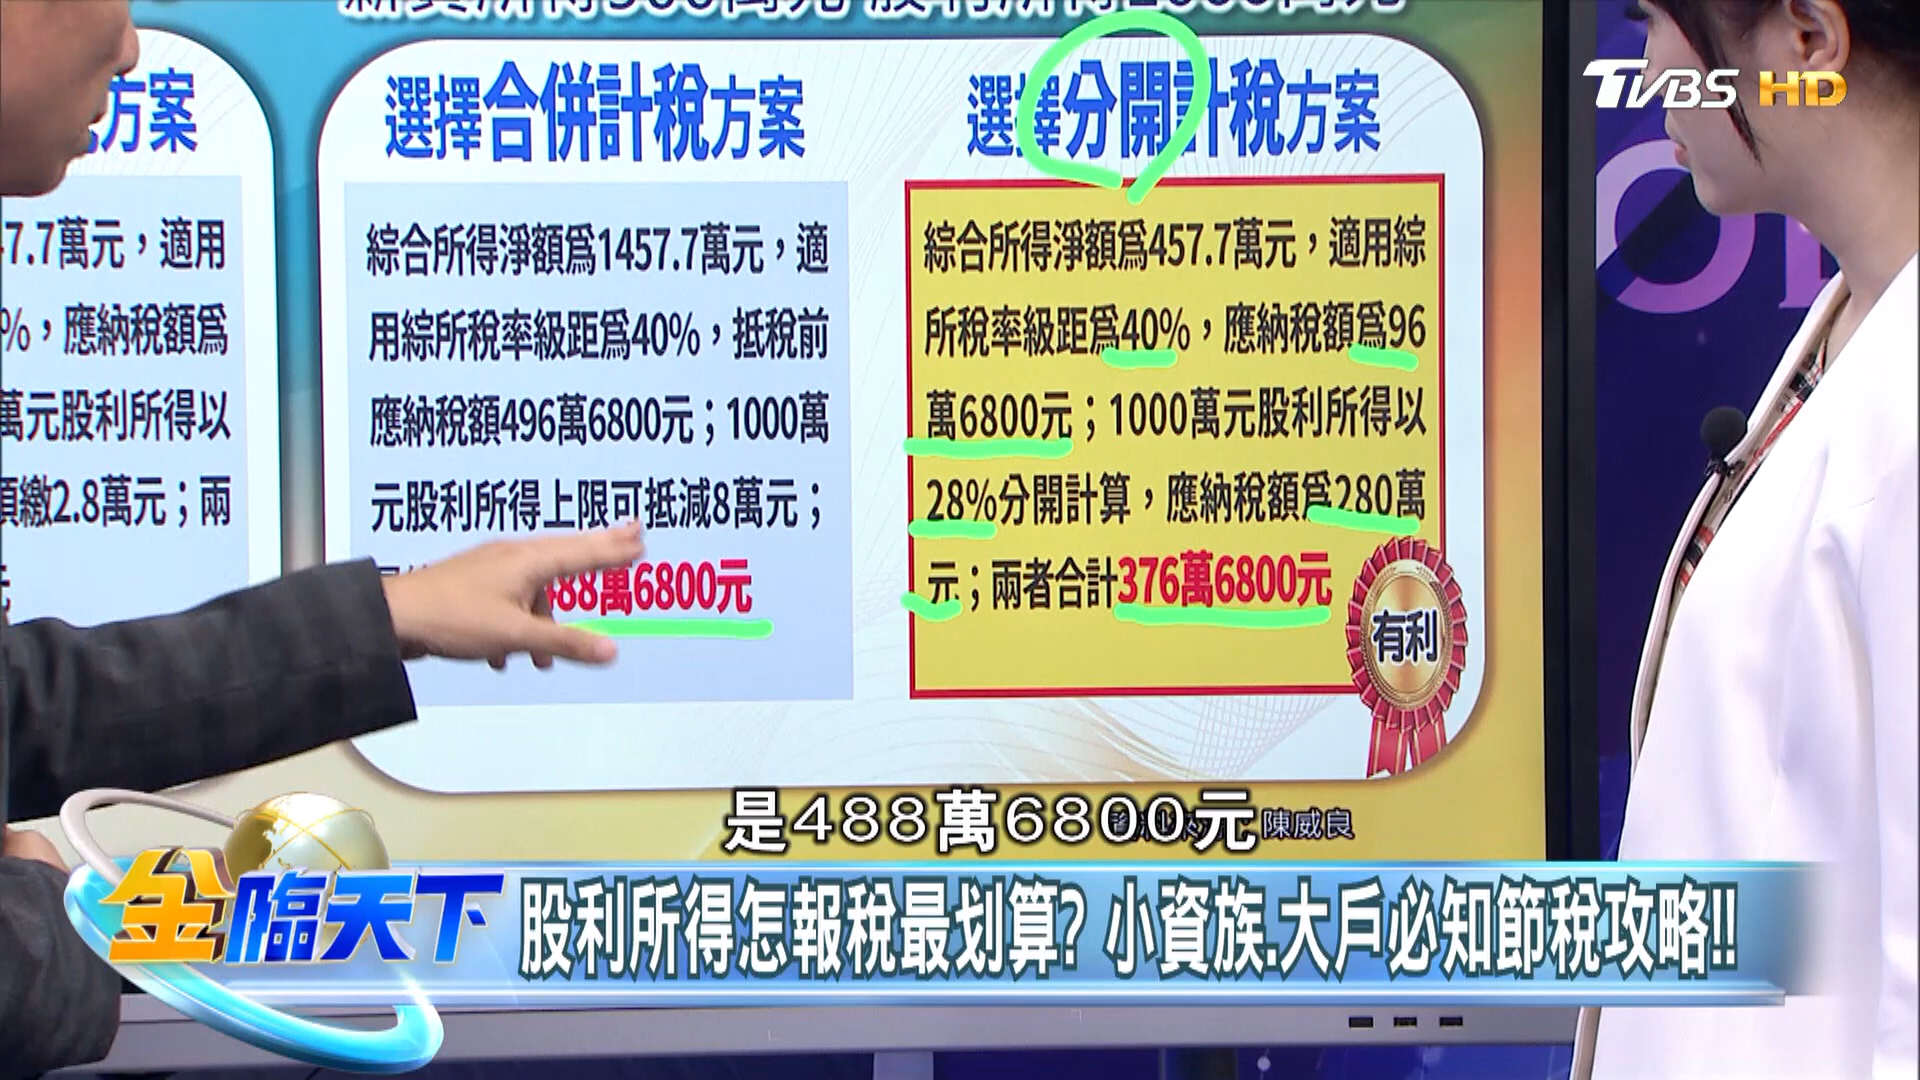 選擇合併計稅方案
選擇分開計稅方案
TVBS HD
方案
7.7萬元，適用
%，應納稅額爲
萬元股利所得以
繳2.8萬元；兩
元
綜合所得淨額爲1457.7萬元，適
用綜所稅率級距爲40%，抵稅前
應納稅額496萬6800元；1000萬
元股利所得上限可抵減8萬元；
88萬6800元
綜合所得淨額爲457.7萬元，適用綜
所稅率級距爲40%，應納稅額爲96
萬6800元；1000萬元股利所得以
28%分開計算，應納稅額爲280萬
元；兩者合計376萬6800元
有利
是488萬6800元
陳威良
金臨天下
股利所得怎報稅最划算? 小資族.大戶必知節稅攻略!!